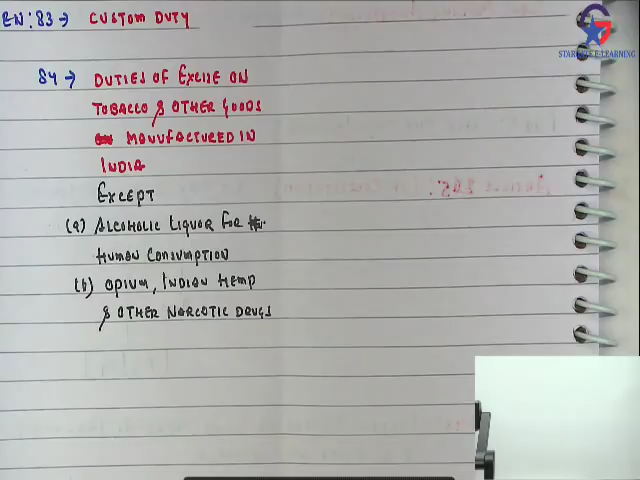 EN: 83 → CUSTOM DUTY
STARWIZ E-LEARNING
84 → DUTIES OF EXCISE ON
TOBACCO & OTHER GOODS
MANUFACTURED IN
INDIA
EXCEPT
(a) ALCOHOLIC LIQUOR FOR
HUMAN CONSUMPTION
(b) OPIUM, INDIAN HEMP
& OTHER NARCOTIC DRUGS